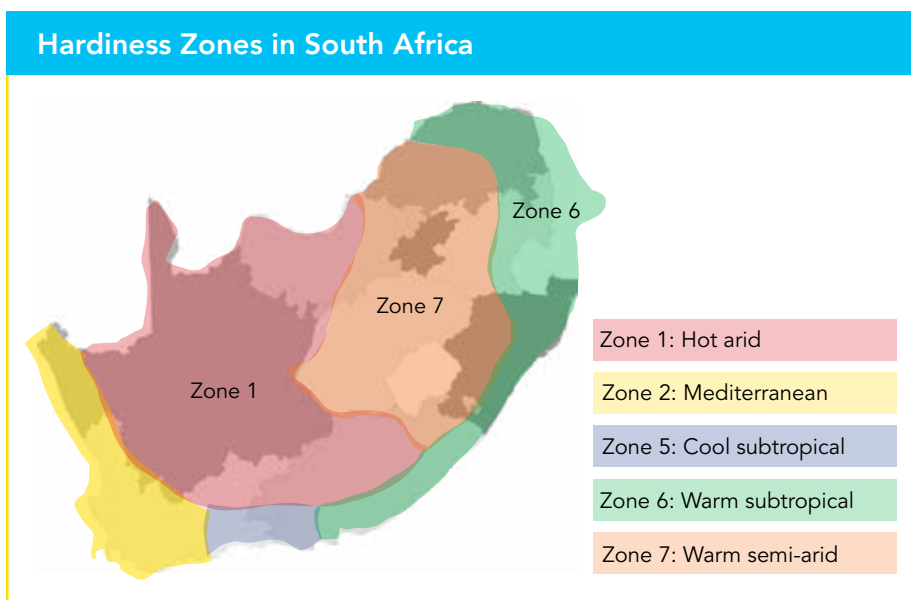 Hardiness Zones in South Africa
Zone 6
Zone 7
Zone 1
Zone 1: Hot arid
Zone 2: Mediterranean
Zone 5: Cool subtropical
Zone 6: Warm subtropical
Zone 7: Warm semi-arid